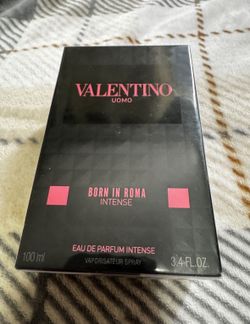 VALENTINO
UOMO
BORN IN ROMA
INTENSE
EAU DE PARFUM INTENSE
VAPORISATEUR SPRAY
100 ml
3.4 FL.OZ.